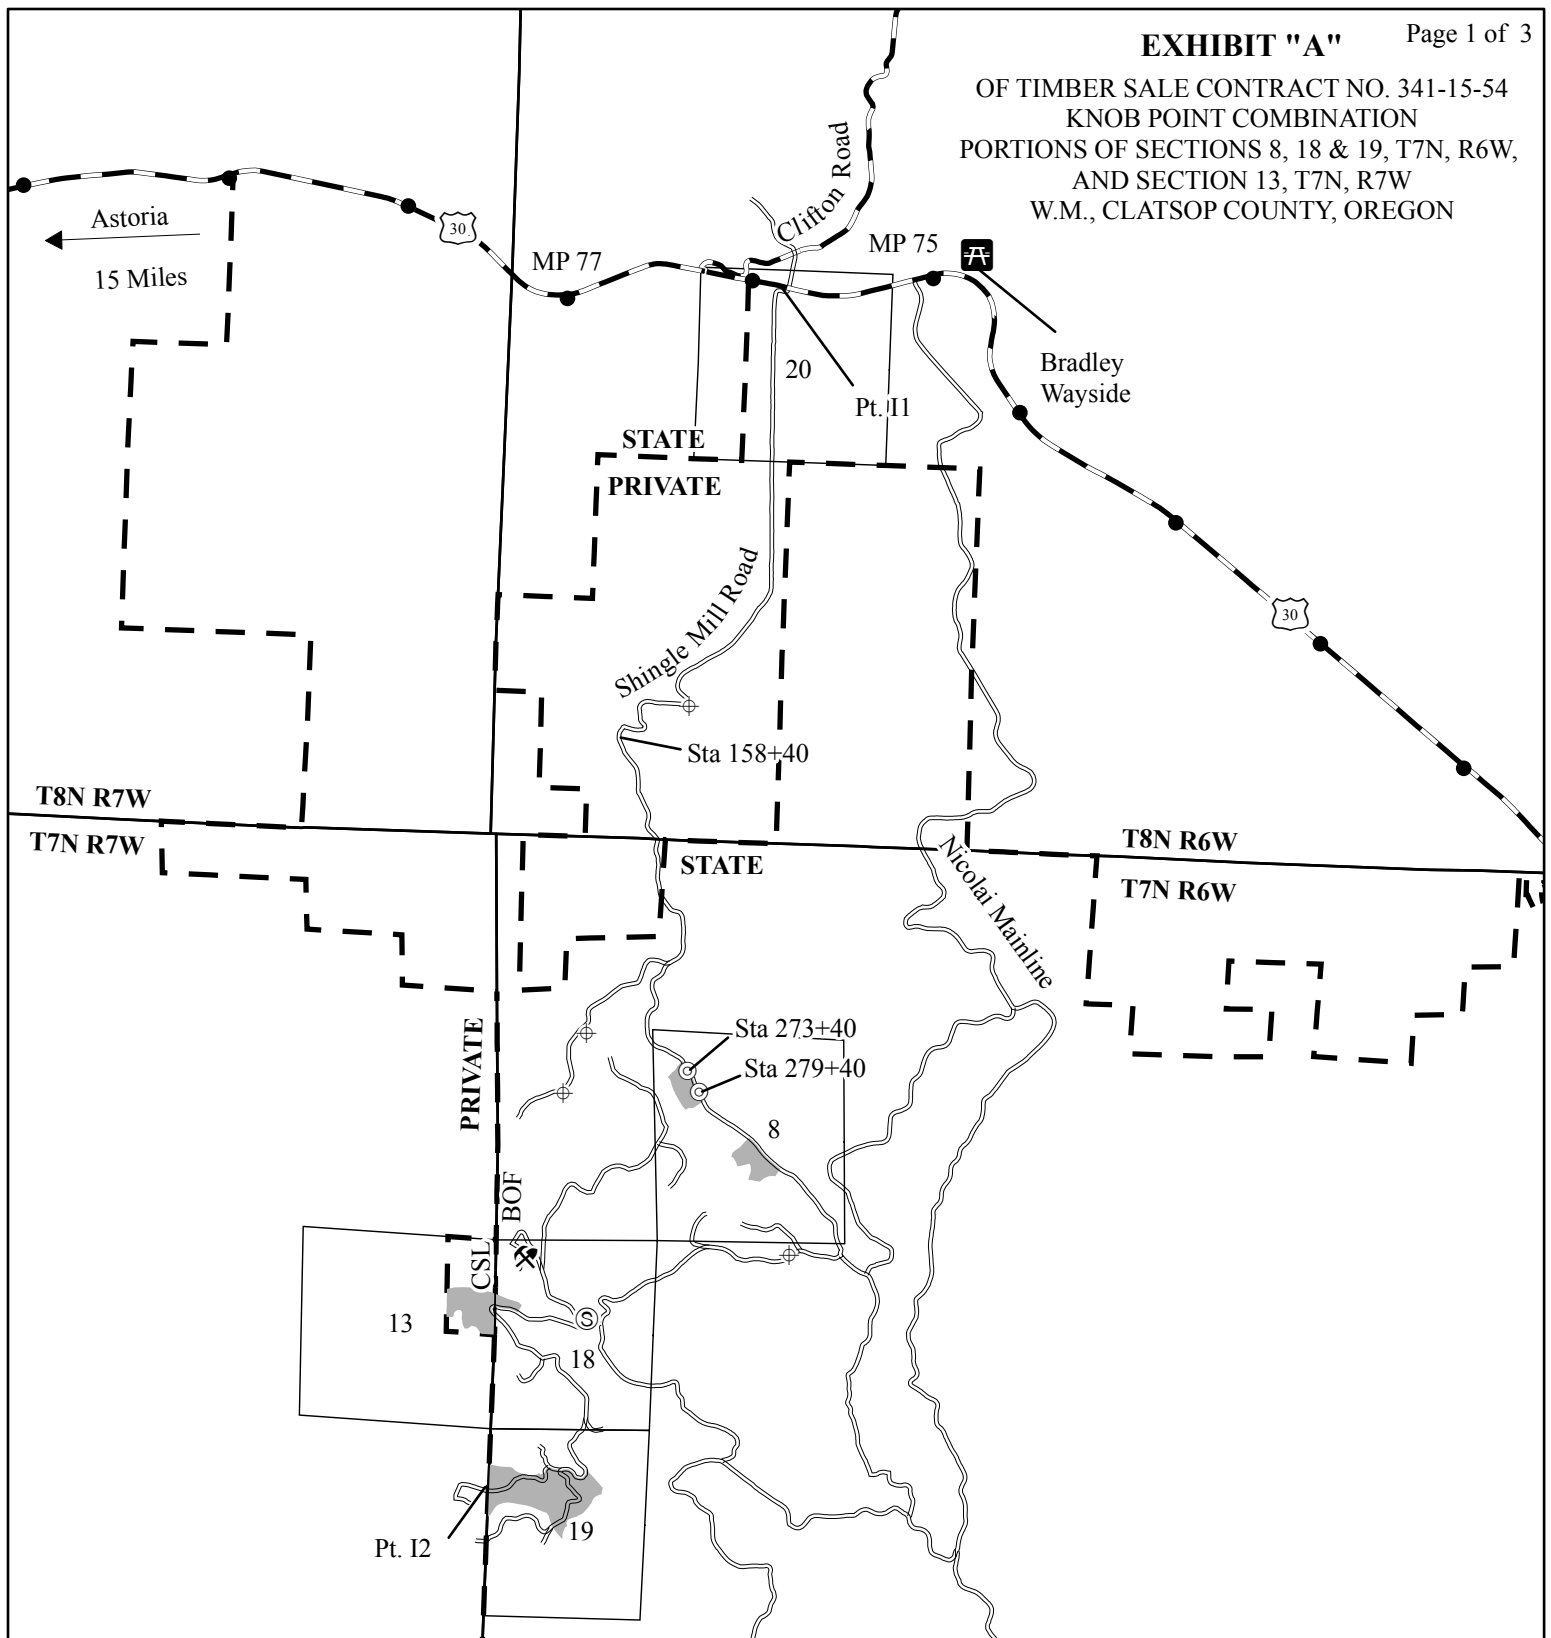 Page 1 of 3
EXHIBIT "A"
OF TIMBER SALE CONTRACT NO. 341-15-54
KNOB POINT COMBINATION
PORTIONS OF SECTIONS 8, 18 & 19, T7N, R6W,
AND SECTION 13, T7N, R7W
W.M., CLATSOP COUNTY, OREGON
Clifton Road
Astoria
15 Miles
30
MP 77
MP 75
Bradley
Wayside
20
Pt. I1
STATE
PRIVATE
Shingle Mill Road
30
Sta 158+40
T8N R7W
T7N R7W
STATE
T8N R6W
T7N R6W
Nicolai Mainline
PRIVATE
Sta 273+40
Sta 279+40
8
BOF
CSL
13
S
18
19
Pt. I2